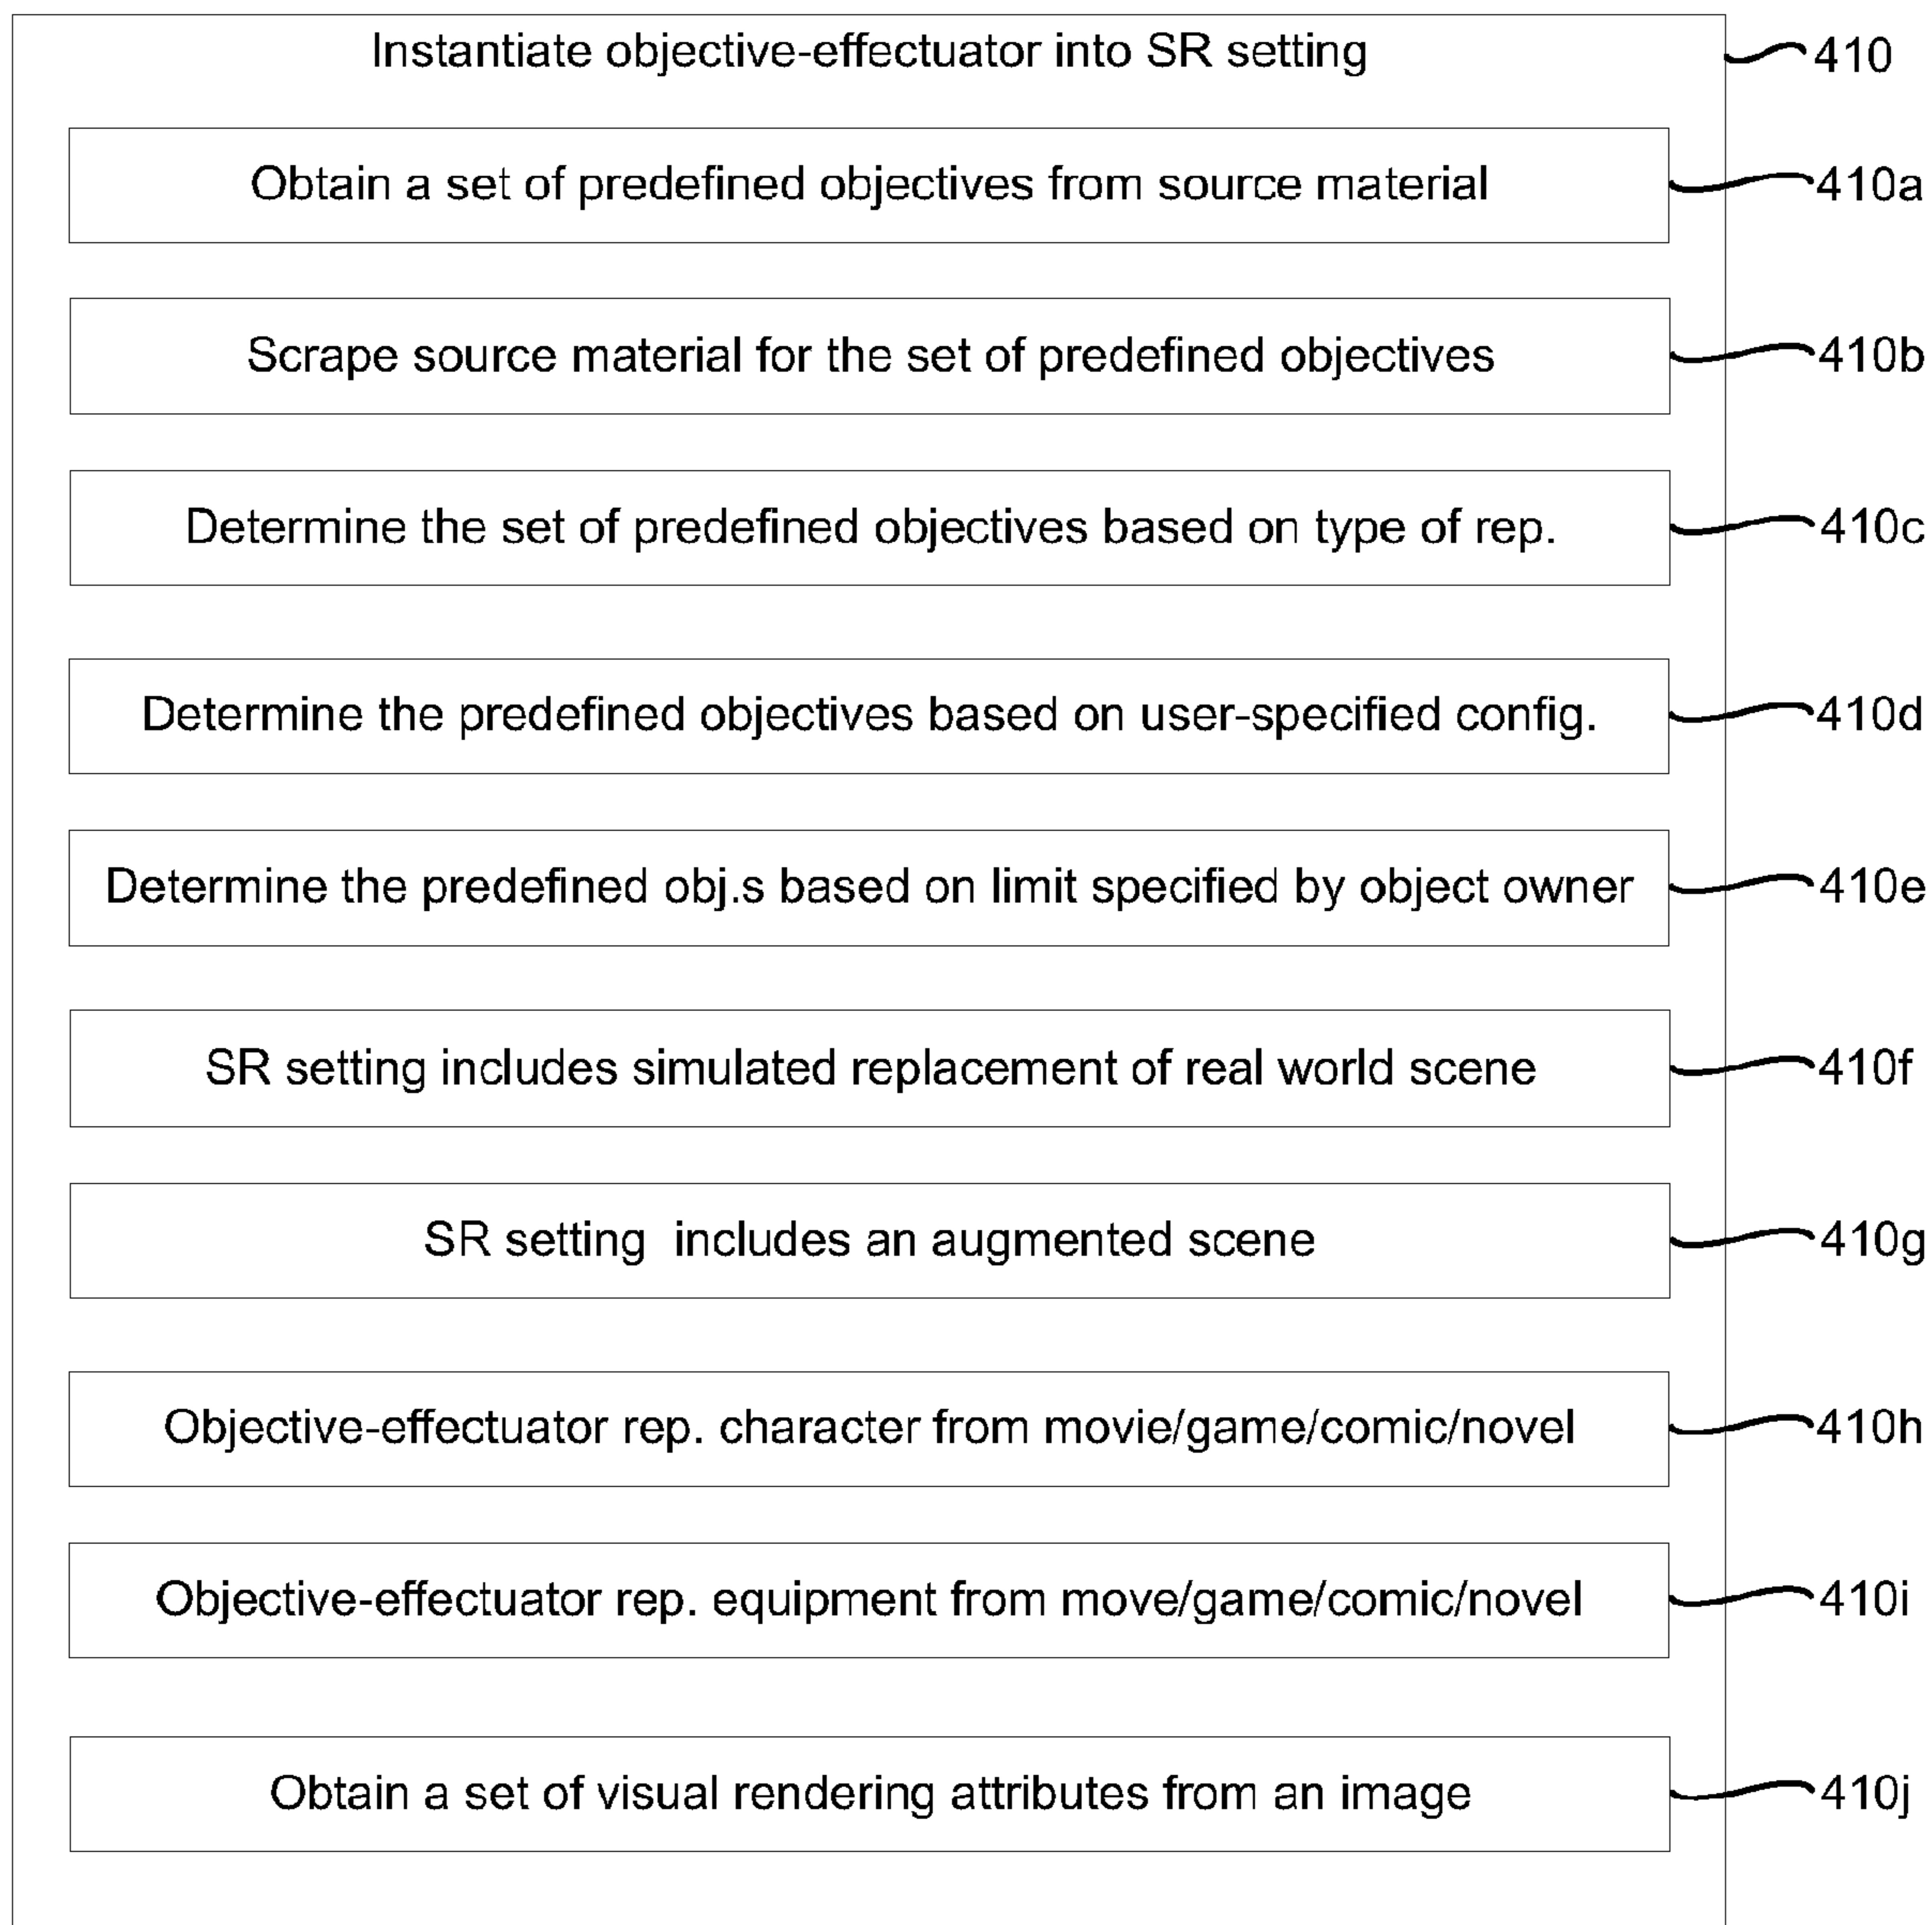 Instantiate objective-effectuator into SR setting 410
Obtain a set of predefined objectives from source material 410a
Scrape source material for the set of predefined objectives 410b
Determine the set of predefined objectives based on type of rep. 410c
Determine the predefined objectives based on user-specified config. 410d
Determine the predefined obj.s based on limit specified by object owner 410e
SR setting includes simulated replacement of real world scene 410f
SR setting includes an augmented scene 410g
Objective-effectuator rep. character from movie/game/comic/novel 410h
Objective-effectuator rep. equipment from move/game/comic/novel 410i
Obtain a set of visual rendering attributes from an image 410j